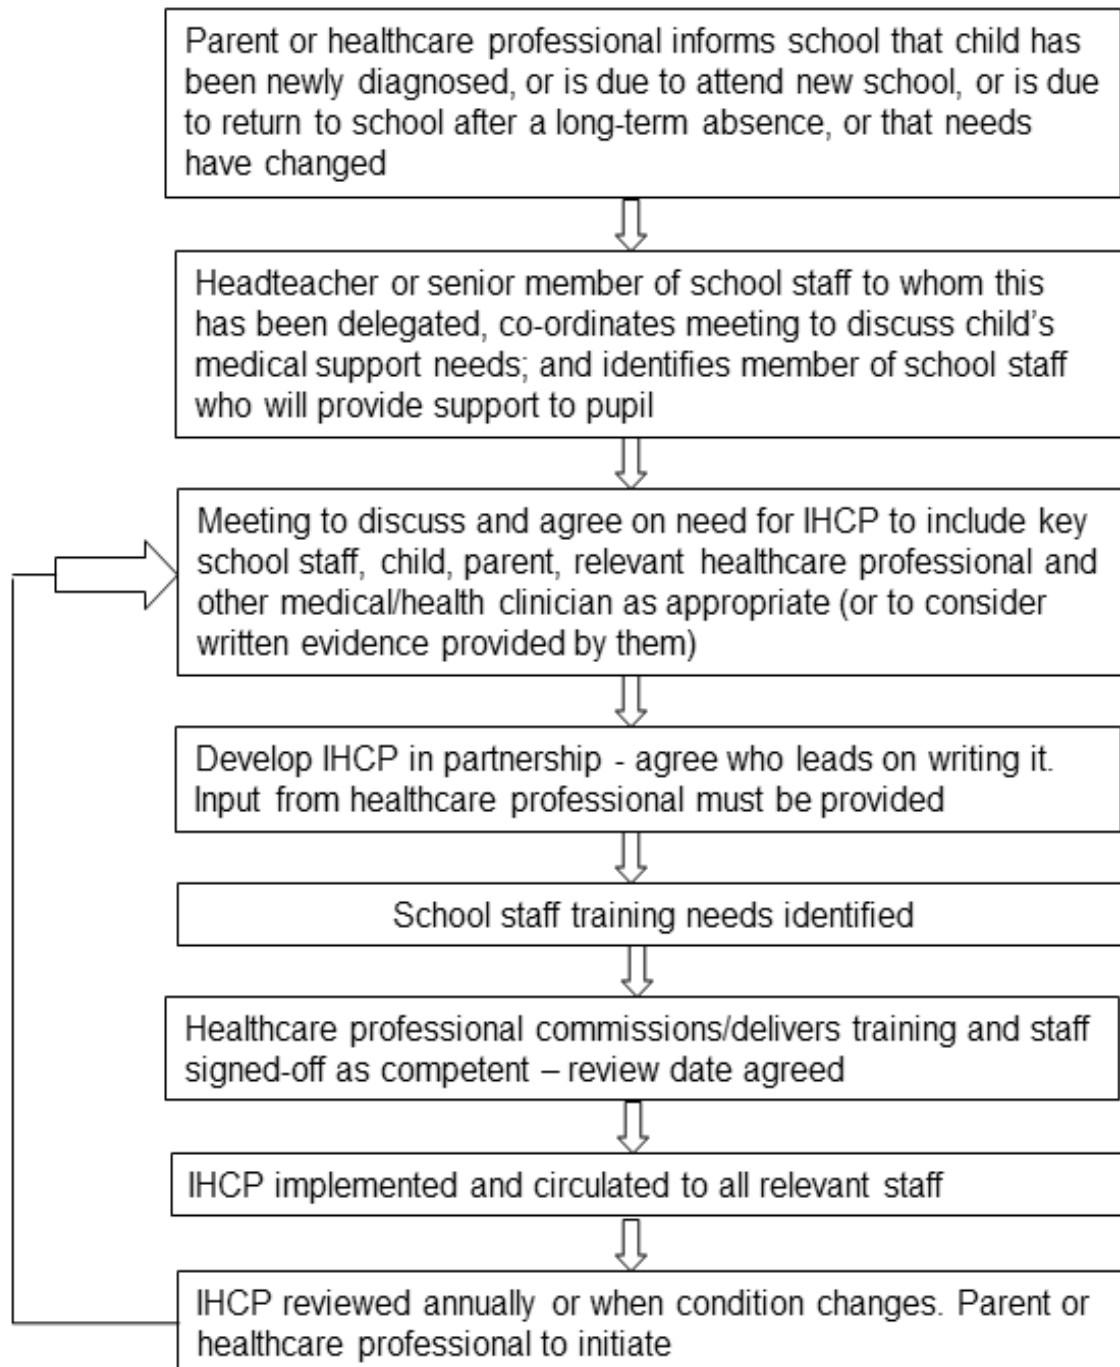 Parent or healthcare professional informs school that child has
been newly diagnosed, or is due to attend new school, or is due
to return to school after a long-term absence, or that needs
have changed
Headteacher or senior member of school staff to whom this
has been delegated, co-ordinates meeting to discuss child's
medical support needs; and identifies member of school staff
who will provide support to pupil
Meeting to discuss and agree on need for IHCP to include key
school staff, child, parent, relevant healthcare professional and
other medical/health clinician as appropriate (or to consider
written evidence provided by them)
Develop IHCP in partnership - agree who leads on writing it.
Input from healthcare professional must be provided
School staff training needs identified
Healthcare professional commissions/delivers training and staff
signed-off as competent – review date agreed
IHCP implemented and circulated to all relevant staff
IHCP reviewed annually or when condition changes. Parent or
healthcare professional to initiate